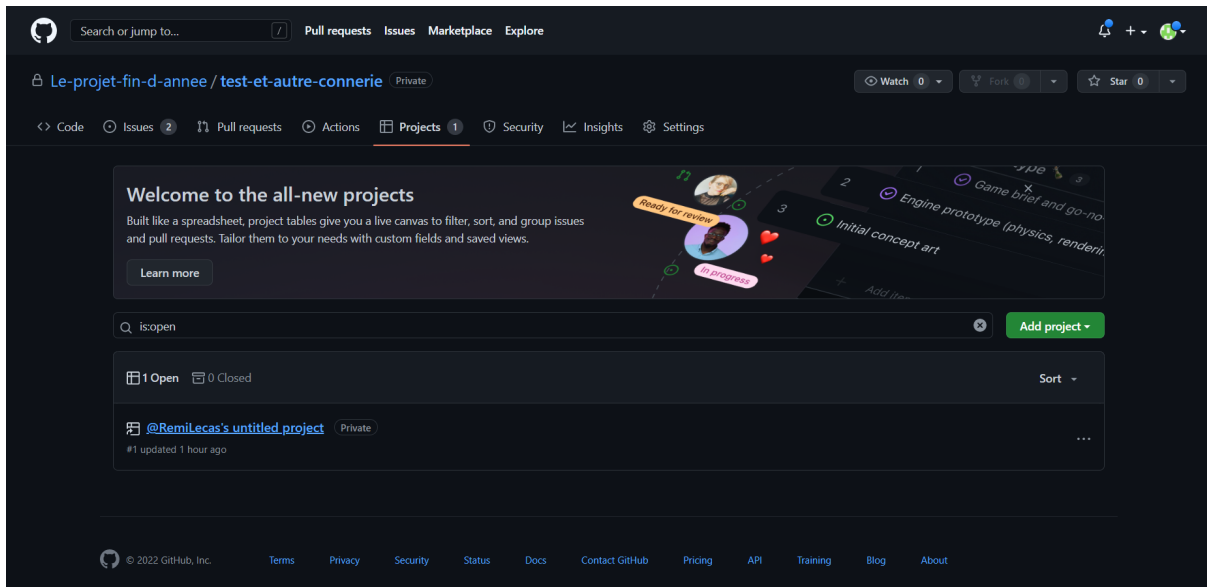 Search or jump to... / Pull requests Issues Marketplace Explore
Le-projet-fin-d-annee / test-et-autre-connerie Private Watch 0 Fork 0 Star 0
Code Issues 2 Pull requests Actions Projects 1 Security Insights Settings
Welcome to the all-new projects
Built like a spreadsheet, project tables give you a live canvas to filter, sort, and group issues
and pull requests. Tailor them to your needs with custom fields and saved views.
Learn more
Ready for review
In progress
1 Game brief and go-no-
2 Engine prototype (physics, renderin
3 Initial concept art
+ Add ite
ype 3
is:open Add project
1 Open 0 Closed Sort
@RemiLecas's untitled project Private
#1 updated 1 hour ago
© 2022 GitHub, Inc. Terms Privacy Security Status Docs Contact GitHub Pricing API Training Blog About